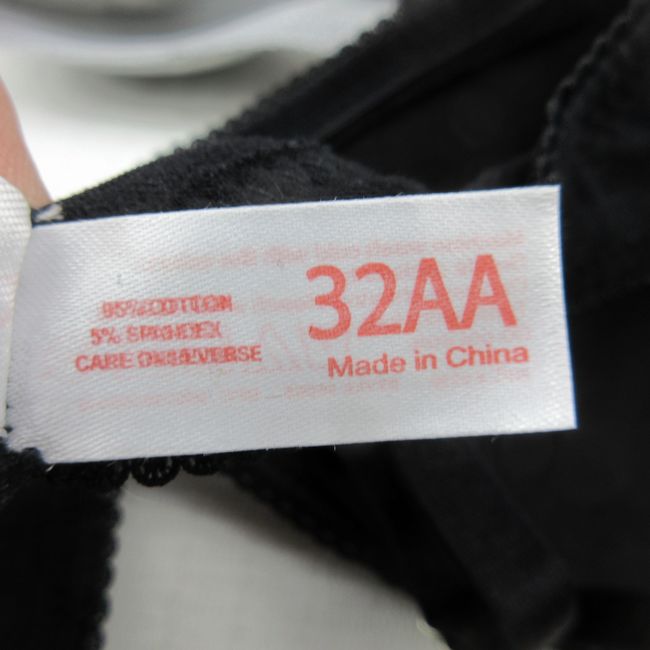 95% COTTON
5% SPANDEX
CARE ON REVERSE
32AA
Made in China